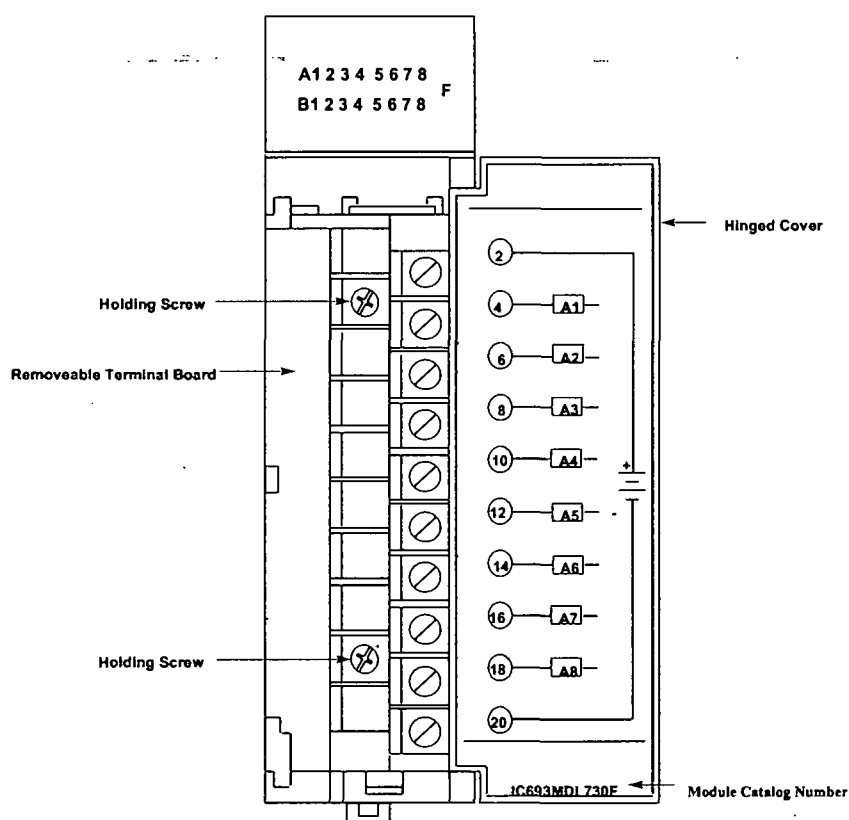 A1 2 3 4 5 6 7 8
B1 2 3 4 5 6 7 8
F
Hinged Cover
2
4 A1
Holding Screw
6 A2
Removeable Terminal Board
8 A3
10 A4
+
12 A5
14 A6
16 A7
Holding Screw
18 A8
20
IC693MDL730F
Module Catalog Number